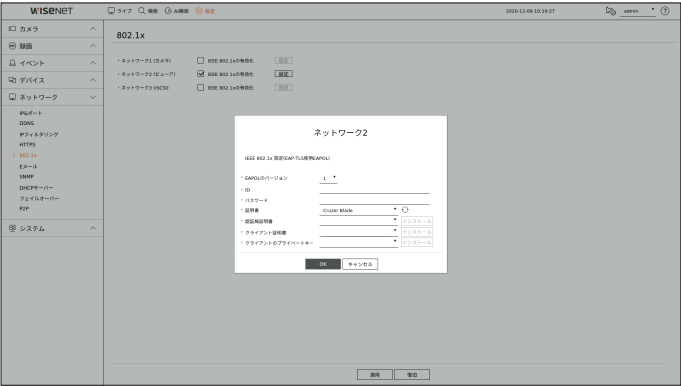 WISENET
ライブ 検索 AI検索 設定
2020-12-09 10:19:27
admin
カメラ
録画
イベント
デバイス
ネットワーク
IP&ポート
DDNS
IPフィルタリング
HTTPS
802.1x
Eメール
SNMP
DHCPサーバー
フェイルオーバー
P2P
システム
802.1x
・ネットワーク1 (カメラ) IEEE 802.1xの有効化 設定
・ネットワーク2 (ビューア) IEEE 802.1xの有効化 設定
・ネットワーク3 (iSCSI) IEEE 802.1xの有効化 設定
ネットワーク2
IEEE 802.1x 設定(EAP-TLS使用EAPOL)
・EAPOLのバージョン 1
・ID
・パスワード
・証明書 Cruzer Blade
・認証局証明書 インストール
・クライアント証明書 インストール
・クライアントのプライベートキー インストール
OK キャンセル
適用 復旧